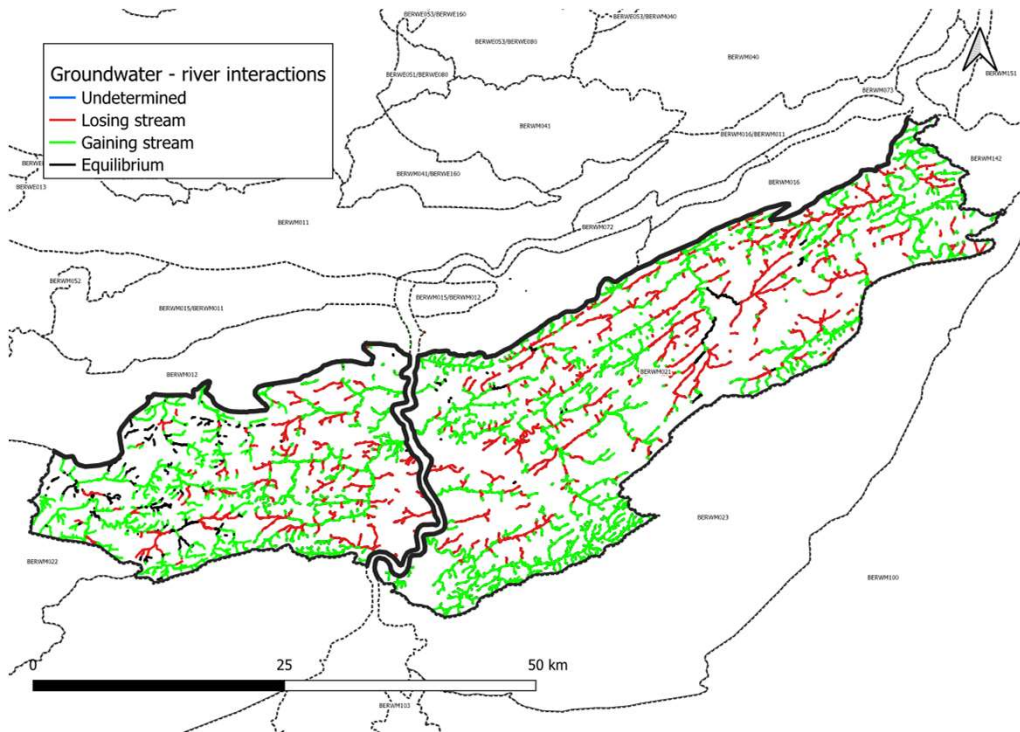 BERWE053/BERWE160
BERWE053/BERWM040
BERWE053/BERWE080
BERWM040
BERWE051/BERWE080
BERWM151
BERWM073
BERWM041
BERWM016/BERWM011
BERWM142
BERWE013
BERWM041/BERWE160
BERWM016
BERWM011
BERWM072
BERWM052
BERWM015/BERWM012
BERWM015/BERWM011
BERWM012
BERWM021
BERWM023
BERWM022
BERWM100
BERWM103
Groundwater - river interactions
Undetermined
Losing stream
Gaining stream
Equilibrium
0
25
50 km